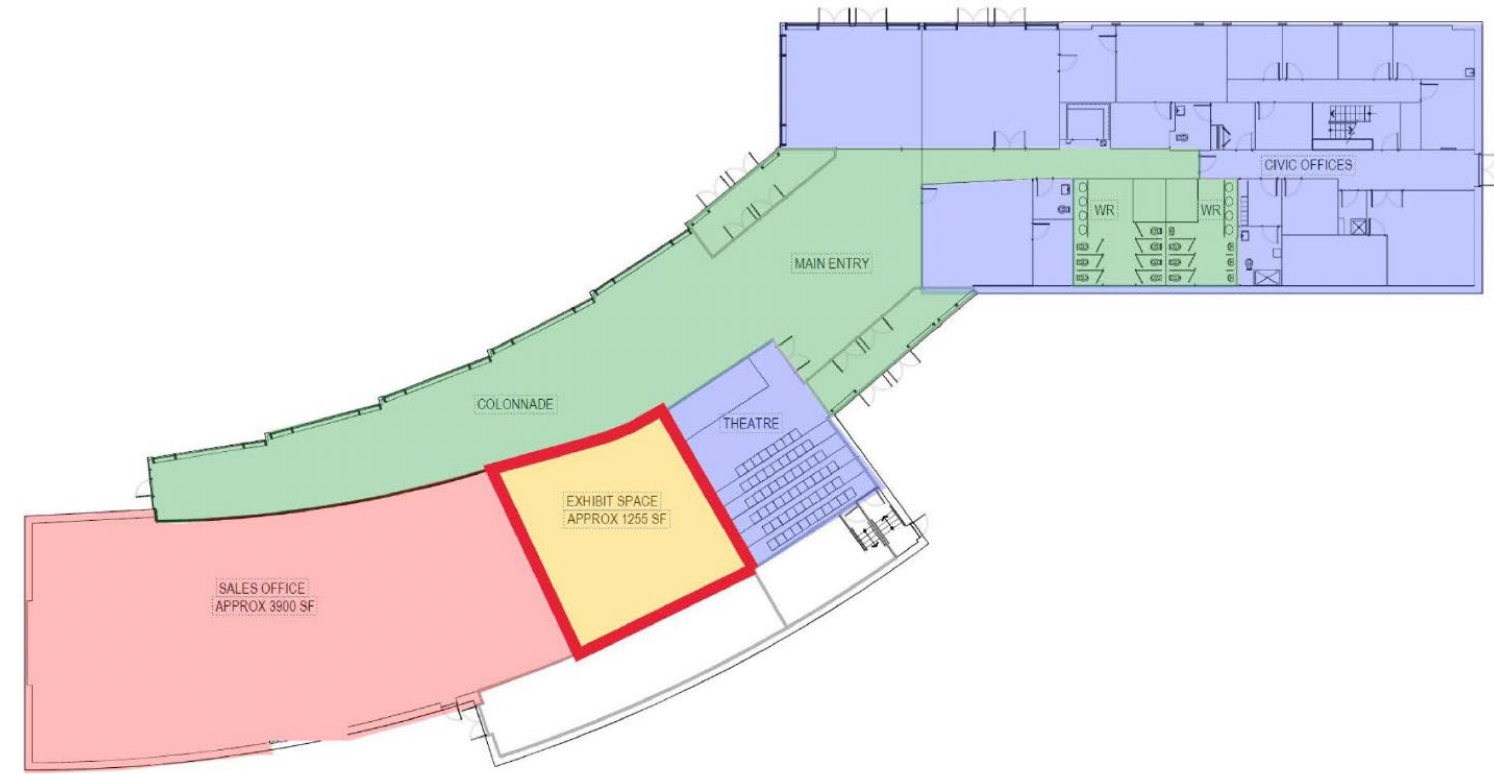 CIVIC OFFICES
WR
WR
MAIN ENTRY
COLONNADE
THEATRE
EXHIBIT SPACE
APPROX 1255 SF
SALES OFFICE
APPROX 3900 SF